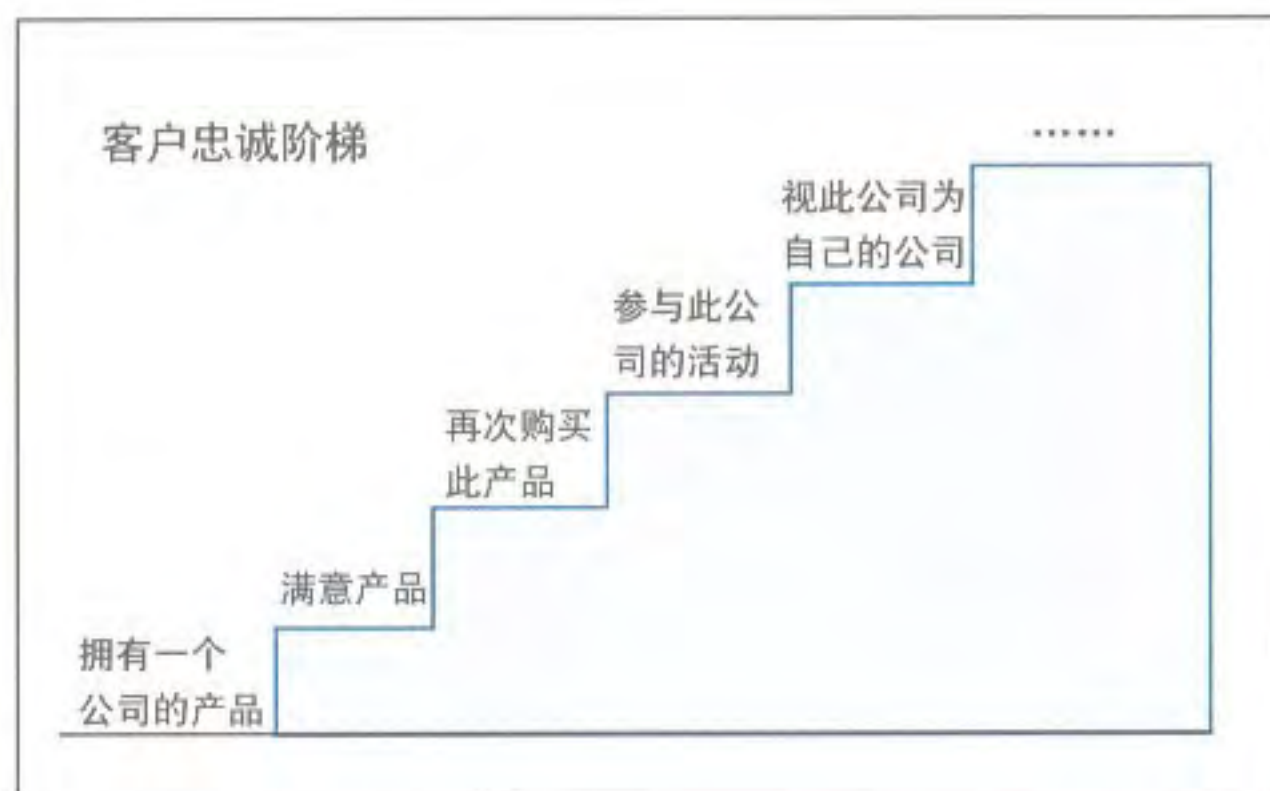 客户忠诚阶梯
……
视此公司为
自己的公司
参与此公
司的活动
再次购买
此产品
满意产品
拥有一个
公司的产品